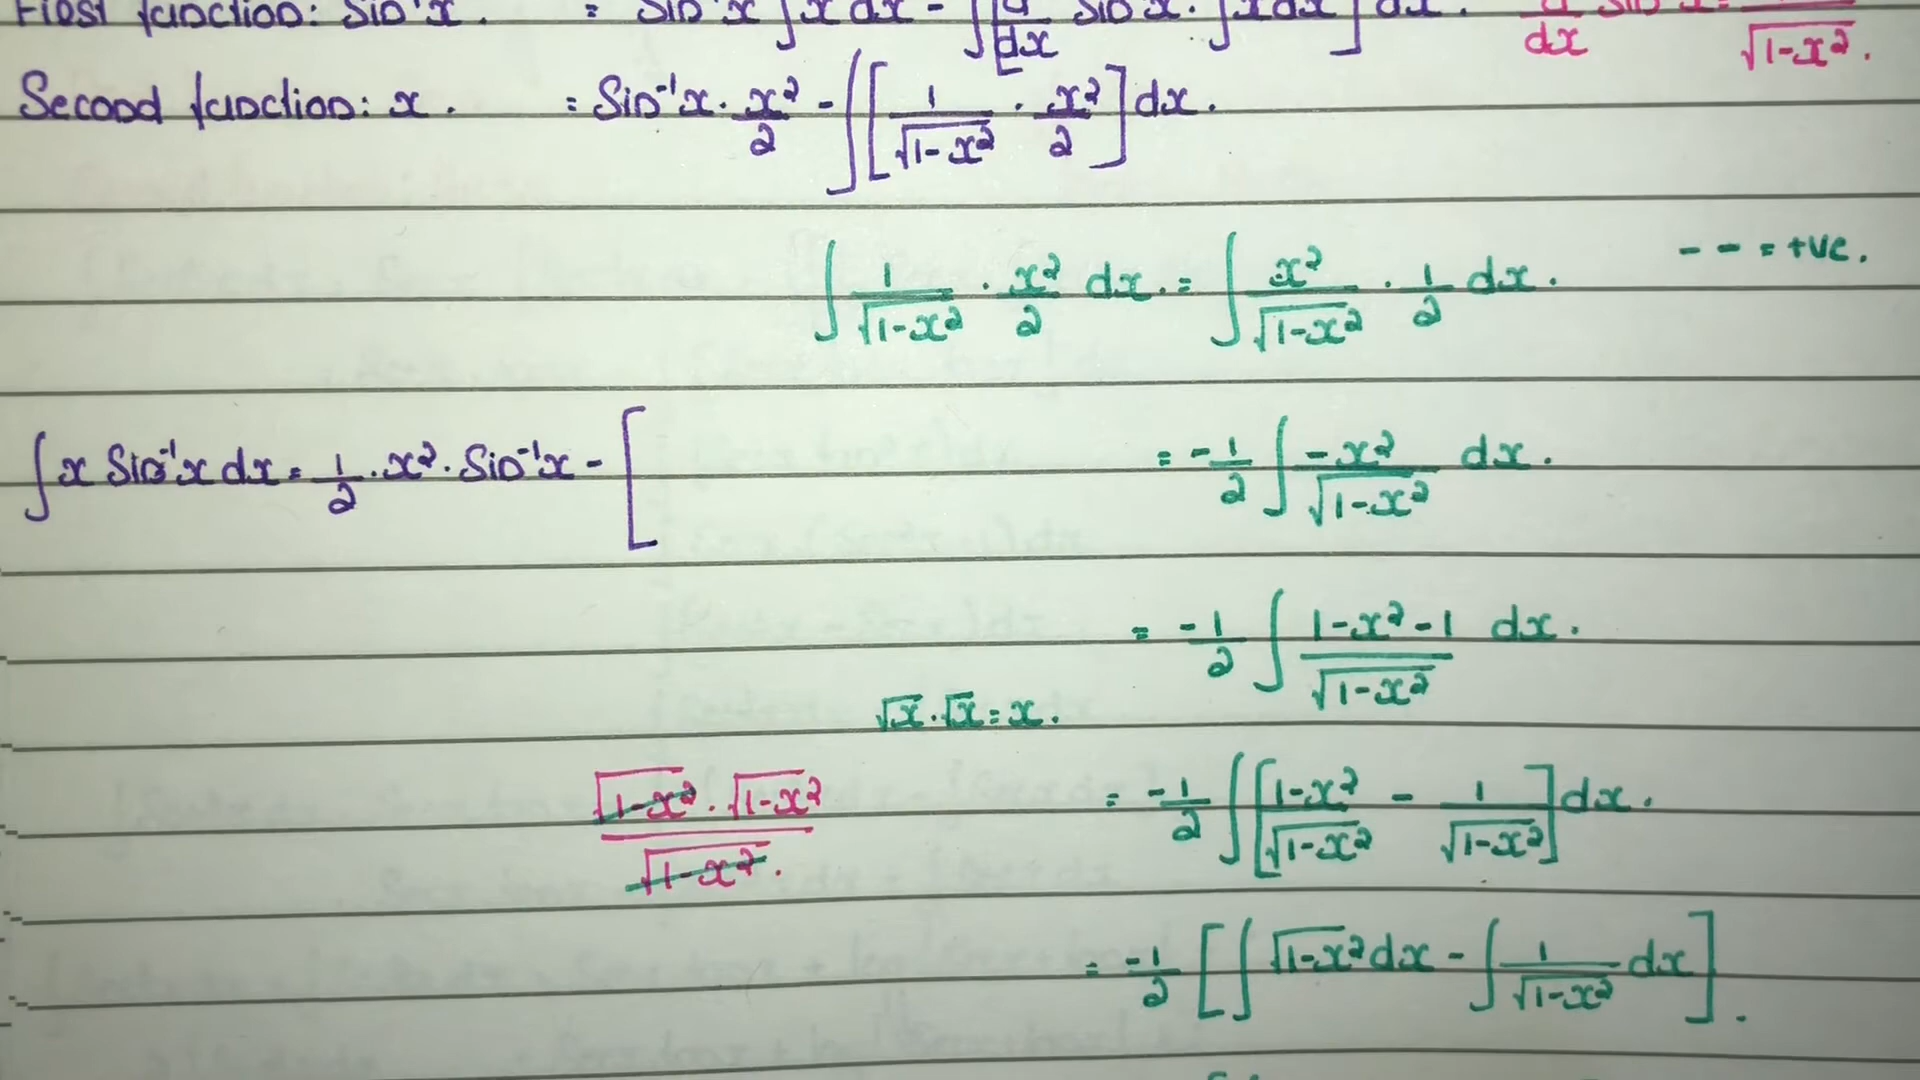 First function: Sin⁻¹x. = Sin⁻¹x ∫x dx - ∫[d/dx Sin⁻¹x. ∫xdx] dx. d/dx Sin⁻¹x = 1/√1-x².
Second function: x. = Sin⁻¹x. x²/2 - ∫[1/√1-x² . x²/2] dx.
∫ 1/√1-x² . x²/2 dx. = ∫ x²/√1-x² . 1/2 dx. - - = +ve.
∫ x Sin⁻¹x dx = 1/2 . x². Sin⁻¹x - [ = -1/2 ∫ -x²/√1-x² dx.
= -1/2 ∫ 1-x²-1/√1-x² dx.
√x.√x = x.
√1-x² . √1-x²/√1-x². = -1/2 ∫[1-x²/√1-x² - 1/√1-x²] dx.
= -1/2 [∫ √1-x² dx - ∫ 1/√1-x² dx].